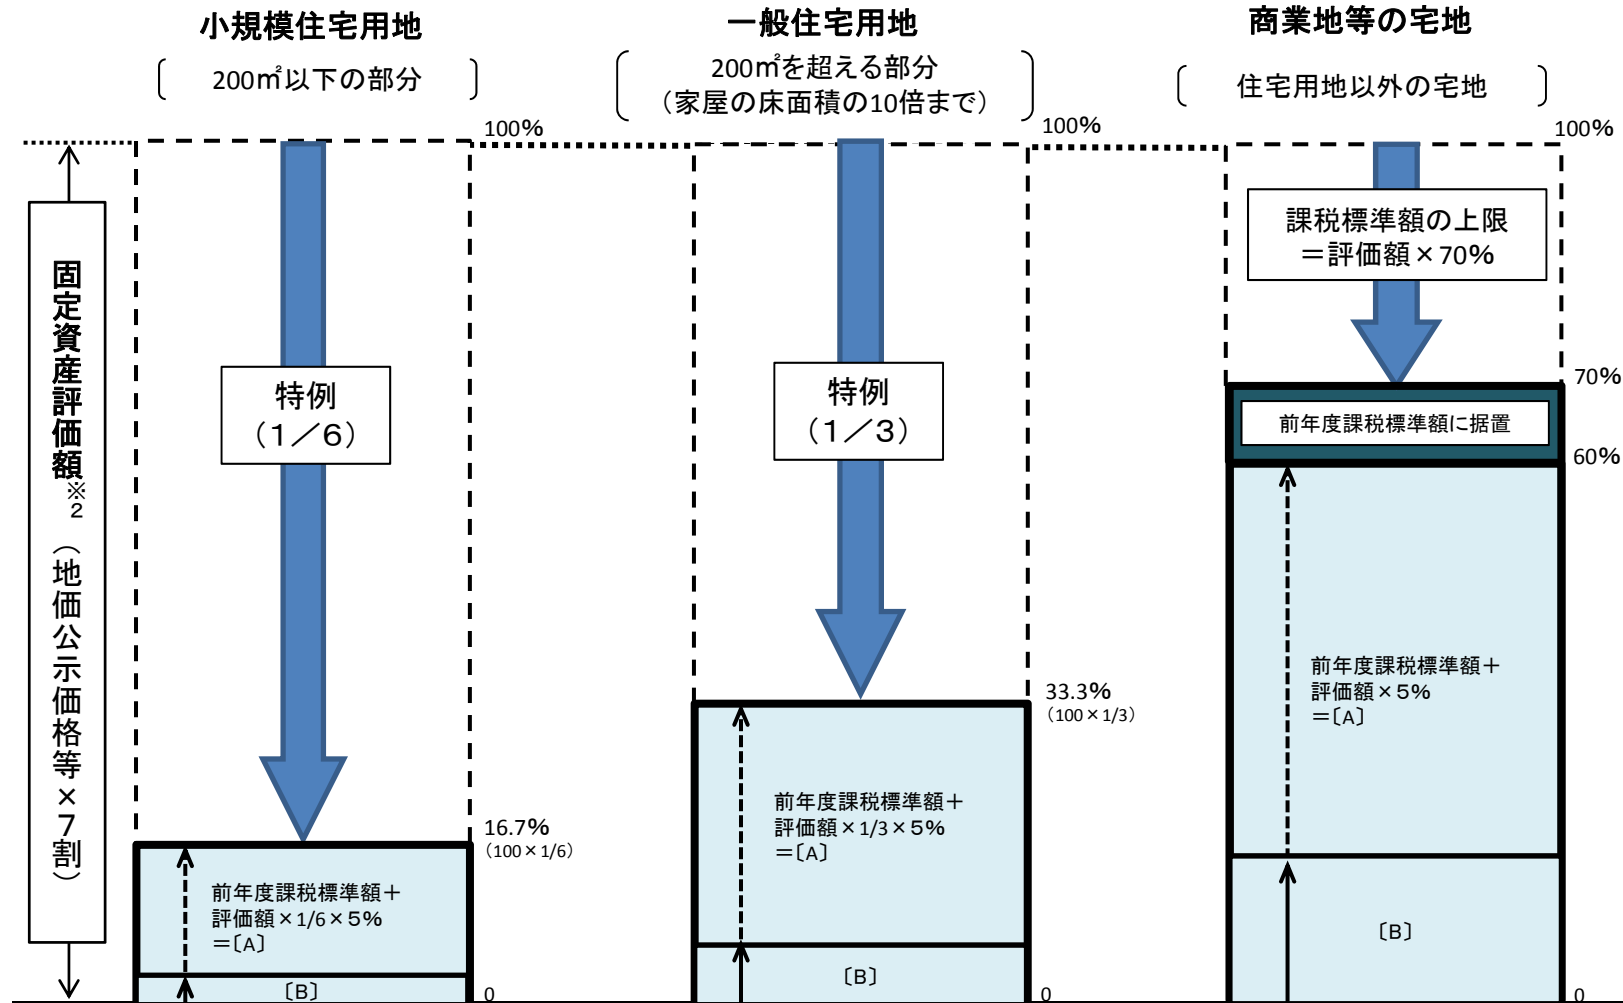 小規模住宅用地
200㎡以下の部分
一般住宅用地
200㎡を超える部分
（家屋の床面積の10倍まで）
商業地等の宅地
住宅用地以外の宅地
100%
100%
100%
固定資産評価額※2（地価公示価格等×7割）
特例
（1／6）
特例
（1／3）
課税標準額の上限
＝評価額×70%
70%
前年度課税標準額に据置
60%
16.7%
（100×1/6）
前年度課税標準額＋
評価額×1/6×5%
＝〔A〕
〔B〕
0
33.3%
（100×1/3）
前年度課税標準額＋
評価額×1/3×5%
＝〔A〕
〔B〕
0
前年度課税標準額＋
評価額×5%
＝〔A〕
〔B〕
0